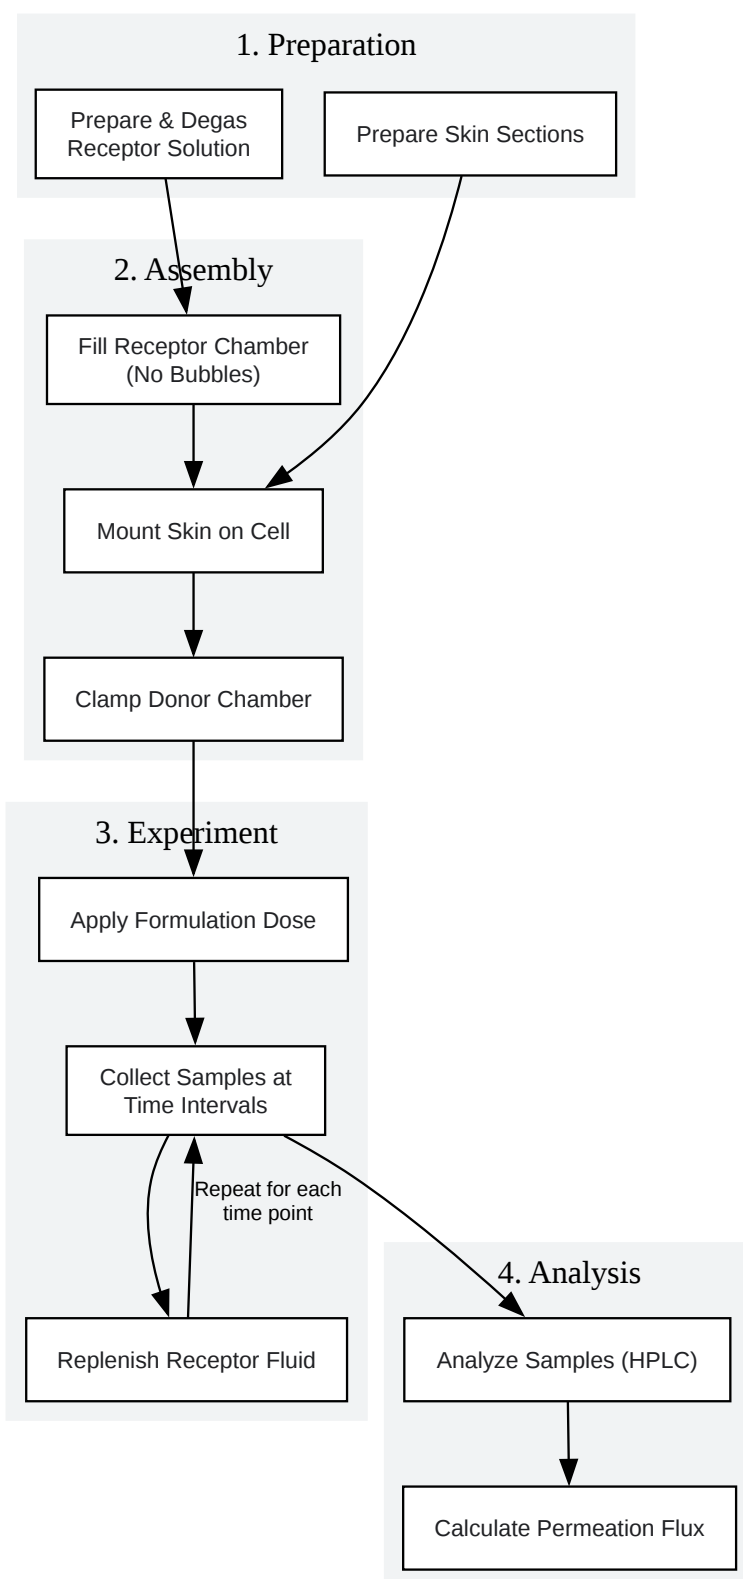 1. Preparation
Prepare & Degas
Receptor Solution
Prepare Skin Sections
2. Assembly
Fill Receptor Chamber
(No Bubbles)
Mount Skin on Cell
Clamp Donor Chamber
3. Experiment
Apply Formulation Dose
Collect Samples at
Time Intervals
Repeat for each
time point
Replenish Receptor Fluid
4. Analysis
Analyze Samples (HPLC)
Calculate Permeation Flux